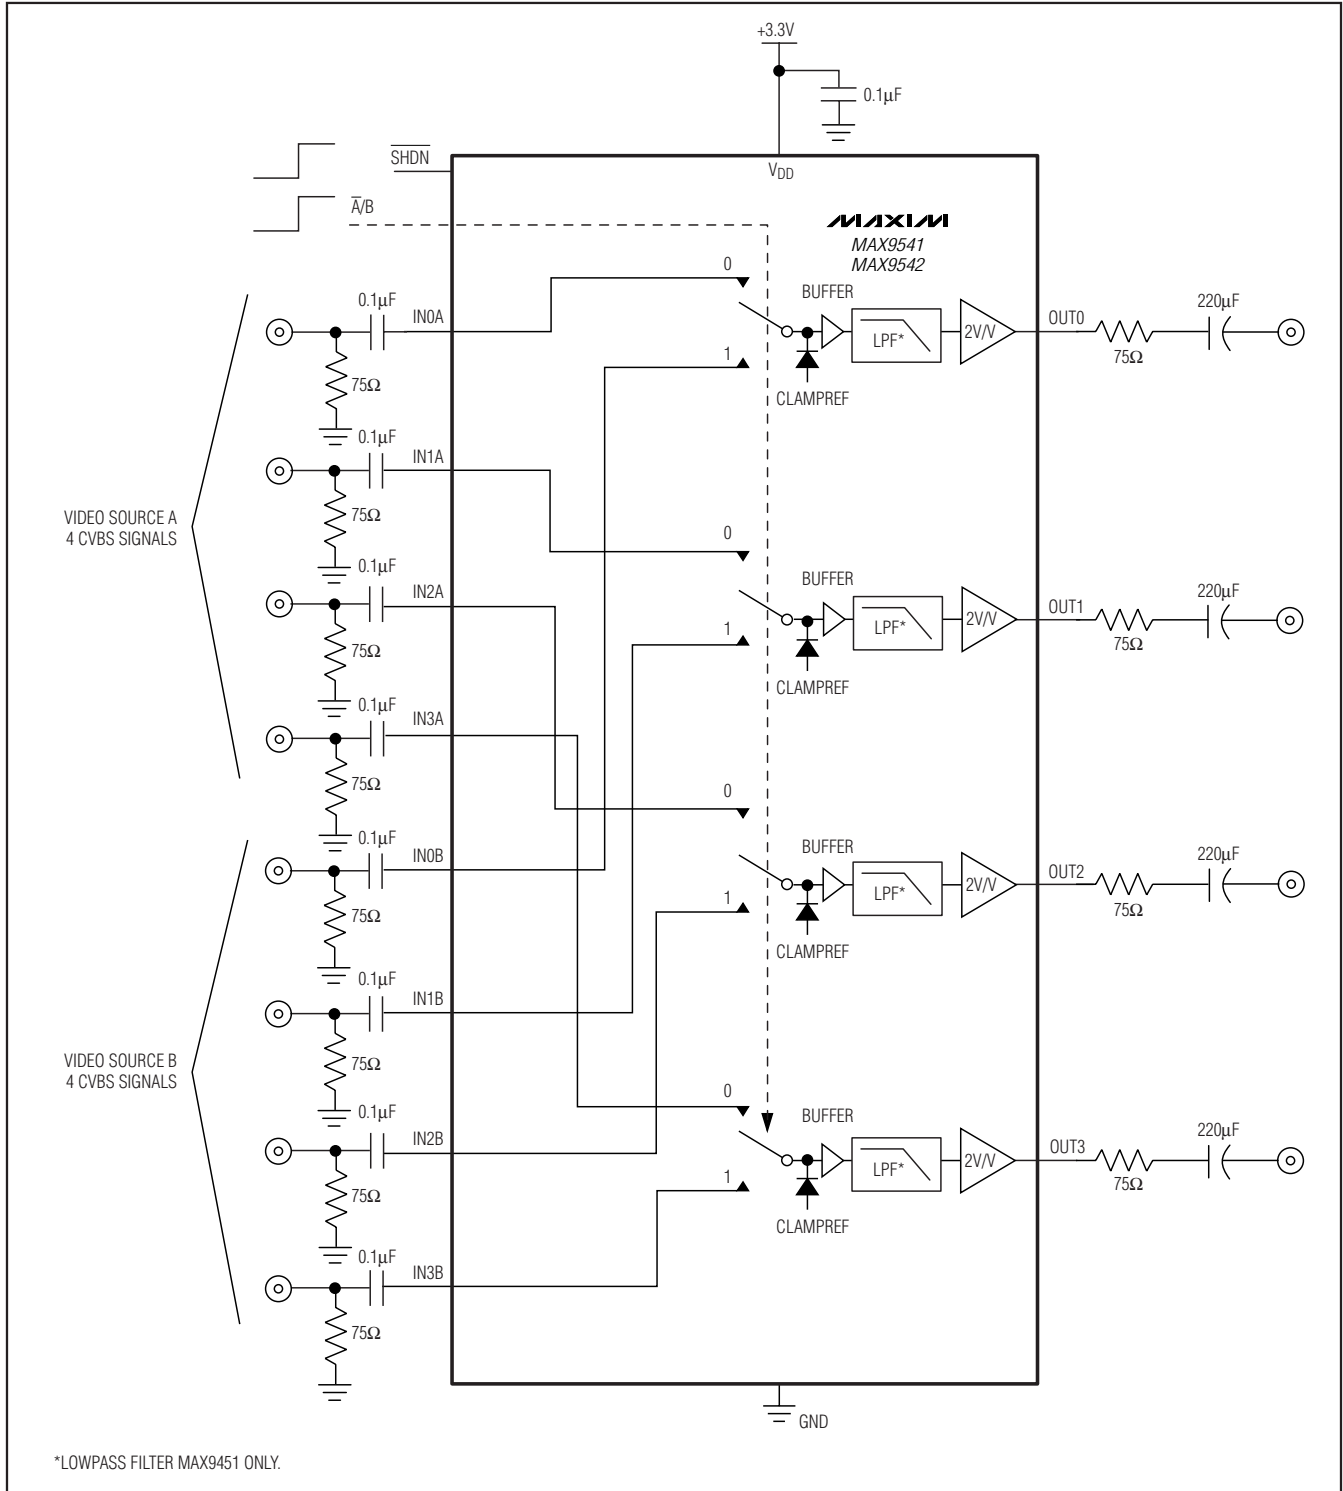 +3.3V
0.1µF
S̅H̅D̅N̅
VDD
A̅/B
MAXIM
MAX9541
MAX9542
0
BUFFER
0.1µF
IN0A
LPF*
2V/V
OUT0
220µF
75Ω
1
75Ω
CLAMPREF
0.1µF
IN1A
VIDEO SOURCE A
4 CVBS SIGNALS
75Ω
0
0.1µF
IN2A
BUFFER
LPF*
2V/V
OUT1
220µF
75Ω
1
75Ω
CLAMPREF
0.1µF
IN3A
75Ω
0
0.1µF
IN0B
BUFFER
LPF*
2V/V
OUT2
220µF
75Ω
1
75Ω
CLAMPREF
0.1µF
IN1B
VIDEO SOURCE B
4 CVBS SIGNALS
75Ω
0
0.1µF
IN2B
BUFFER
LPF*
2V/V
OUT3
220µF
75Ω
1
75Ω
CLAMPREF
0.1µF
IN3B
75Ω
GND
*LOWPASS FILTER MAX9451 ONLY.